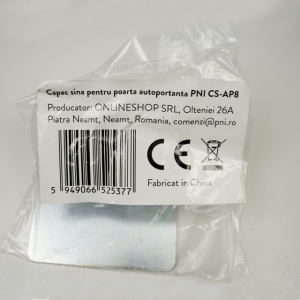 Capac sina pentru poarta autoportanta PNI CS-AP8
Producator: ONLINESHOP SRL, Olteniei 26A
Piatra Neamt, Neamt, Romania, comenzi@pni.ro
CE
5 949066 525377
Fabricat in China